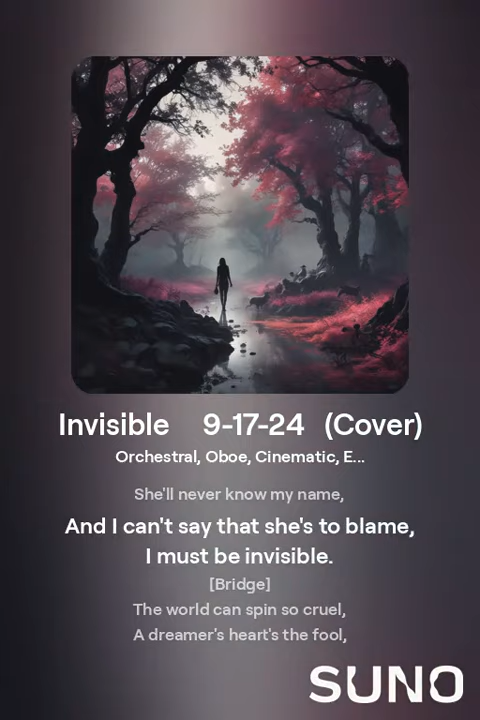 Invisible 9-17-24 (Cover)
Orchestral, Oboe, Cinematic, E...
She'll never know my name,
And I can't say that she's to blame,
I must be invisible.
[Bridge]
The world can spin so cruel,
A dreamer's heart's the fool,
SUNO